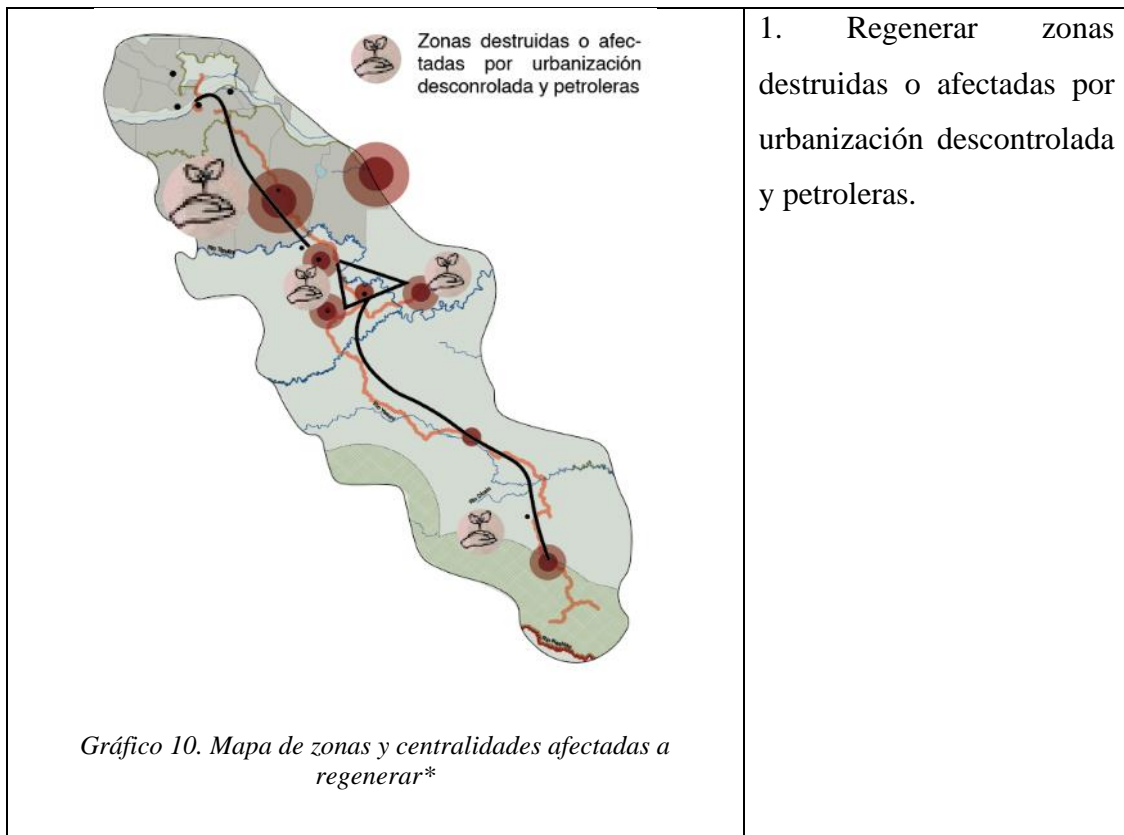 Zonas destruidas o afec-
tadas por urbanización
desconrolada y petroleras
Gráfico 10. Mapa de zonas y centralidades afectadas a
regenerar*
1. Regenerar zonas
destruidas o afectadas por
urbanización descontrolada
y petroleras.